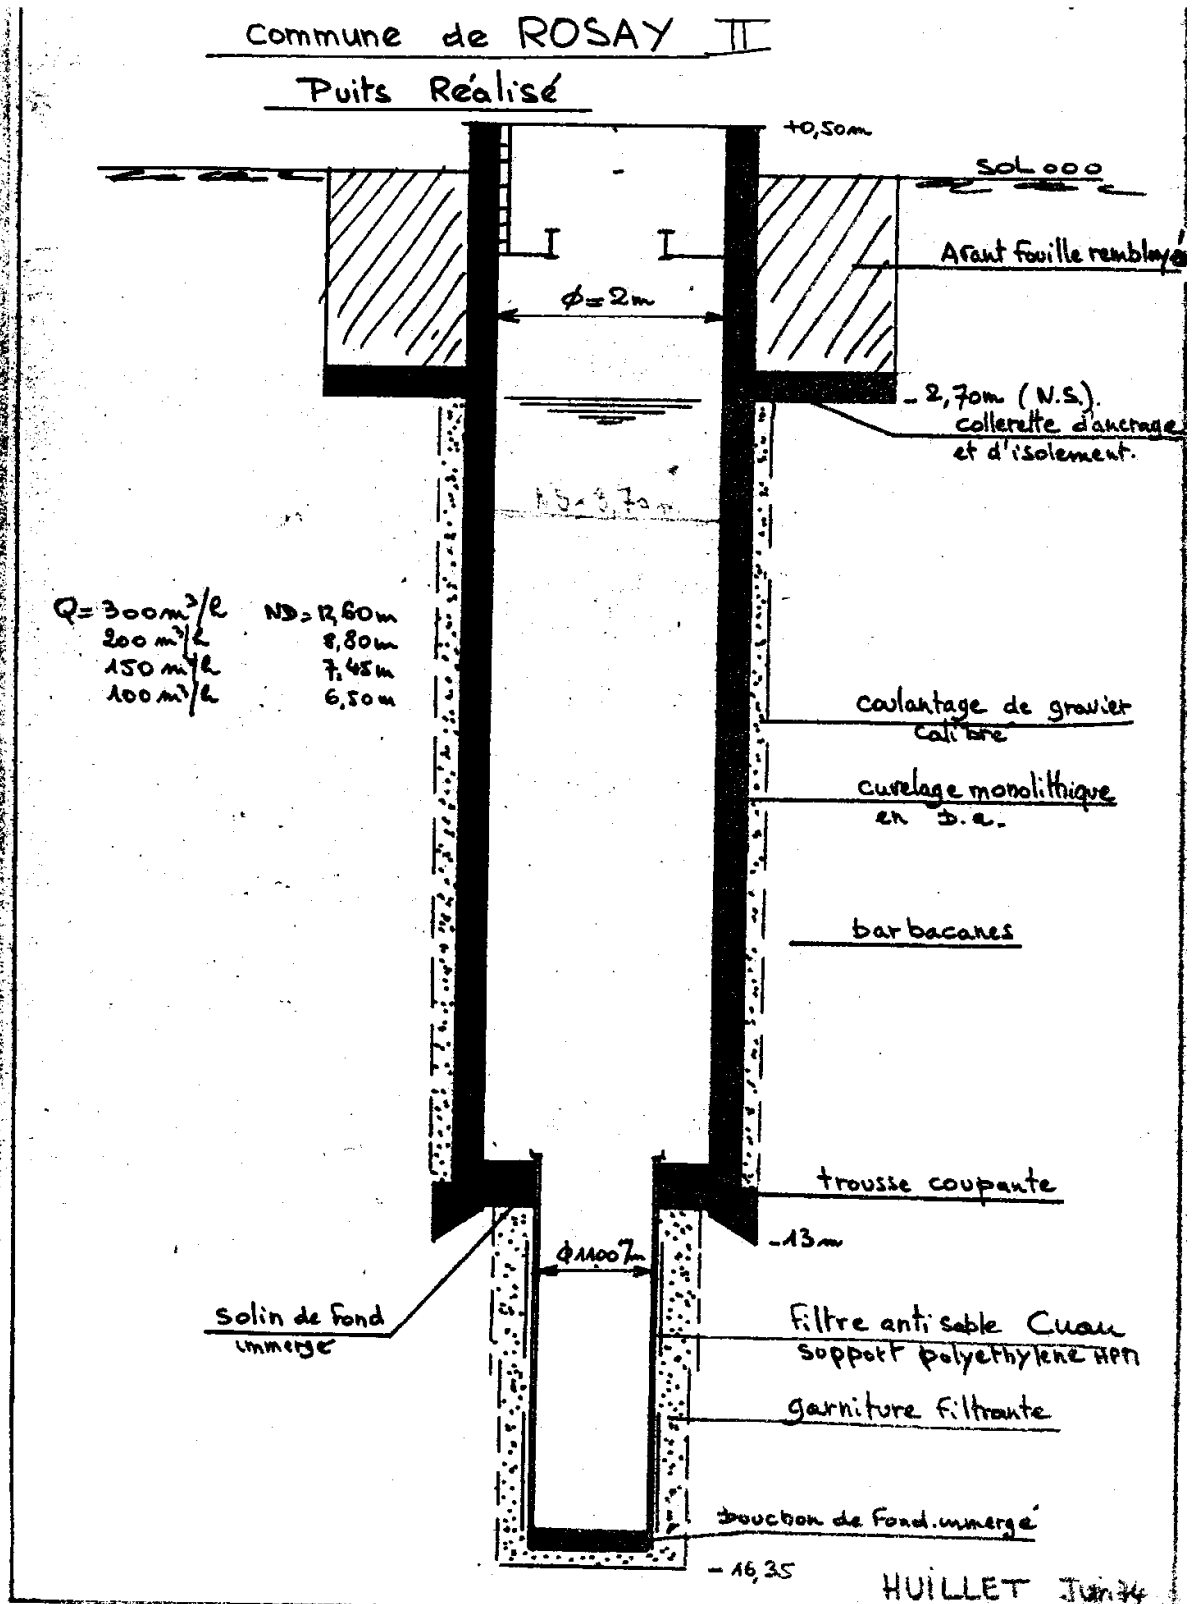 Commune de ROSAY II
Puits Réalisé
+0,50m
SOL 000
Avant fouille remblayé
φ=2m
-2,70m (N.S.).
collerette d'ancrage
et d'isolement.
3,70m
Q=300m³/h ND=12,60m
200 m³/h 8,80m
150 m³/h 7,45m
100 m³/h 6,50m
coulantage de gravier
calibré
cuvelage monolithique
en B.a.
barbacanes
trousse coupante
-13m
φ1100
solin de fond
immergé
Filtre anti sable Cuau
support polyethylene HPM
garniture filtrante
bouchon de Fond.immergé
-16,35
HUILLET Juin 74